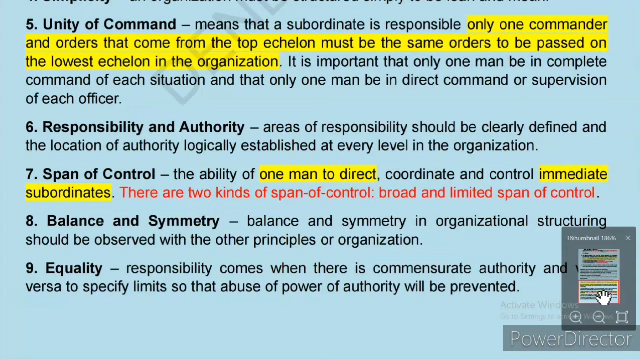 5. Unity of Command – means that a subordinate is responsible only one commander
and orders that come from the top echelon must be the same orders to be passed on
the lowest echelon in the organization. It is important that only one man be in complete
command of each situation and that only one man be in direct command or supervision
of each officer.
6. Responsibility and Authority – areas of responsibility should be clearly defined and
the location of authority logically established at every level in the organization.
7. Span of Control – the ability of one man to direct, coordinate and control immediate
subordinates. There are two kinds of span-of-control: broad and limited span of control.
8. Balance and Symmetry – balance and symmetry in organizational structuring
should be observed with the other principles or organization.
9. Equality – responsibility comes when there is commensurate authority and
versa to specify limits so that abuse of power of authority will be prevented.
Activate Windows
PowerDirector